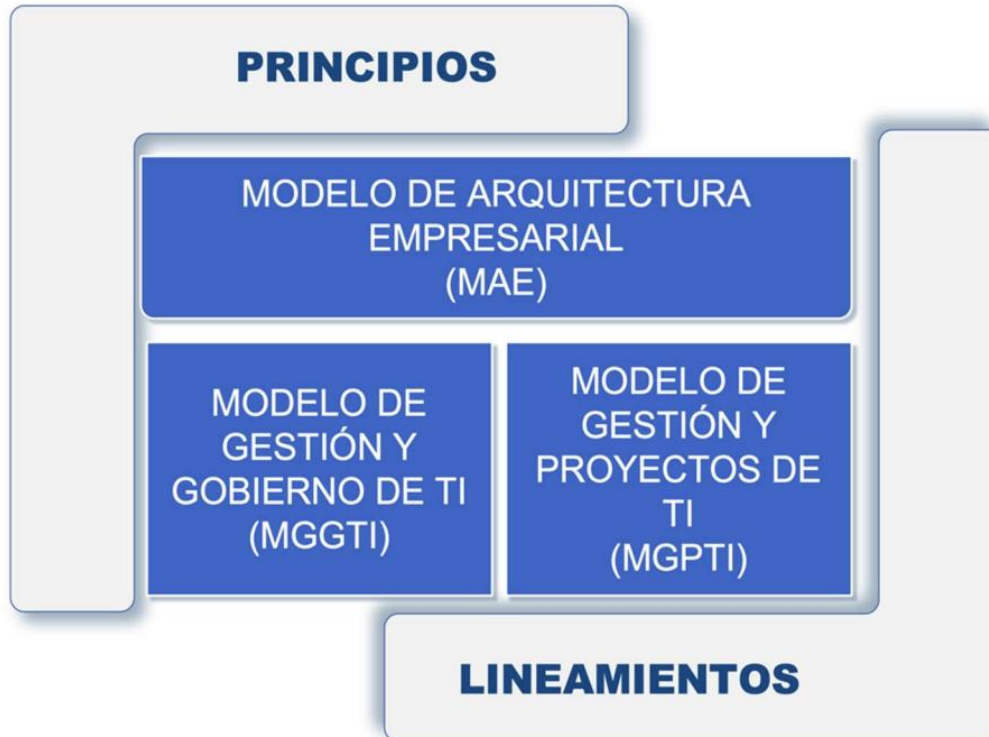 PRINCIPIOS
MODELO DE ARQUITECTURA
EMPRESARIAL
(MAE)
MODELO DE
GESTIÓN Y
GOBIERNO DE TI
(MGGTI)
MODELO DE
GESTIÓN Y
PROYECTOS DE
TI
(MGPTI)
LINEAMIENTOS